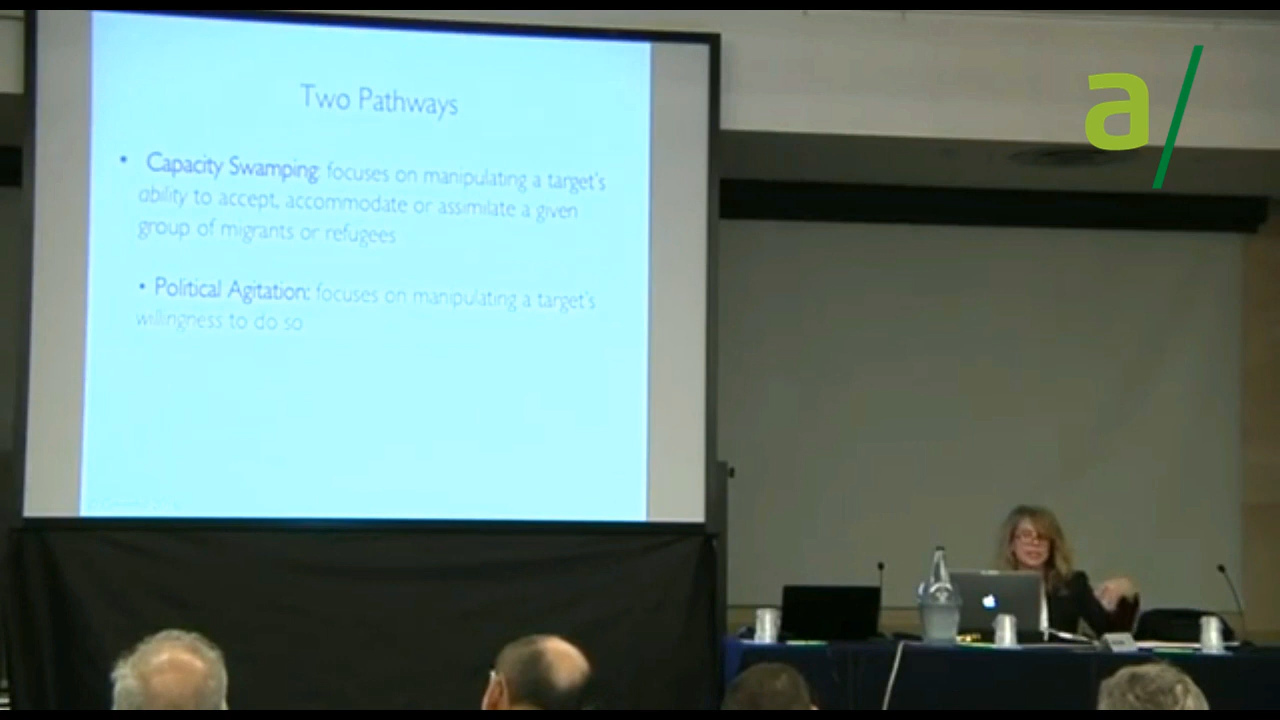 a/
Two Pathways
• Capacity Swamping: focuses on manipulating a target's
ability to accept, accommodate or assimilate a given
group of migrants or refugees
• Political Agitation: focuses on manipulating a target's
willingness to do so